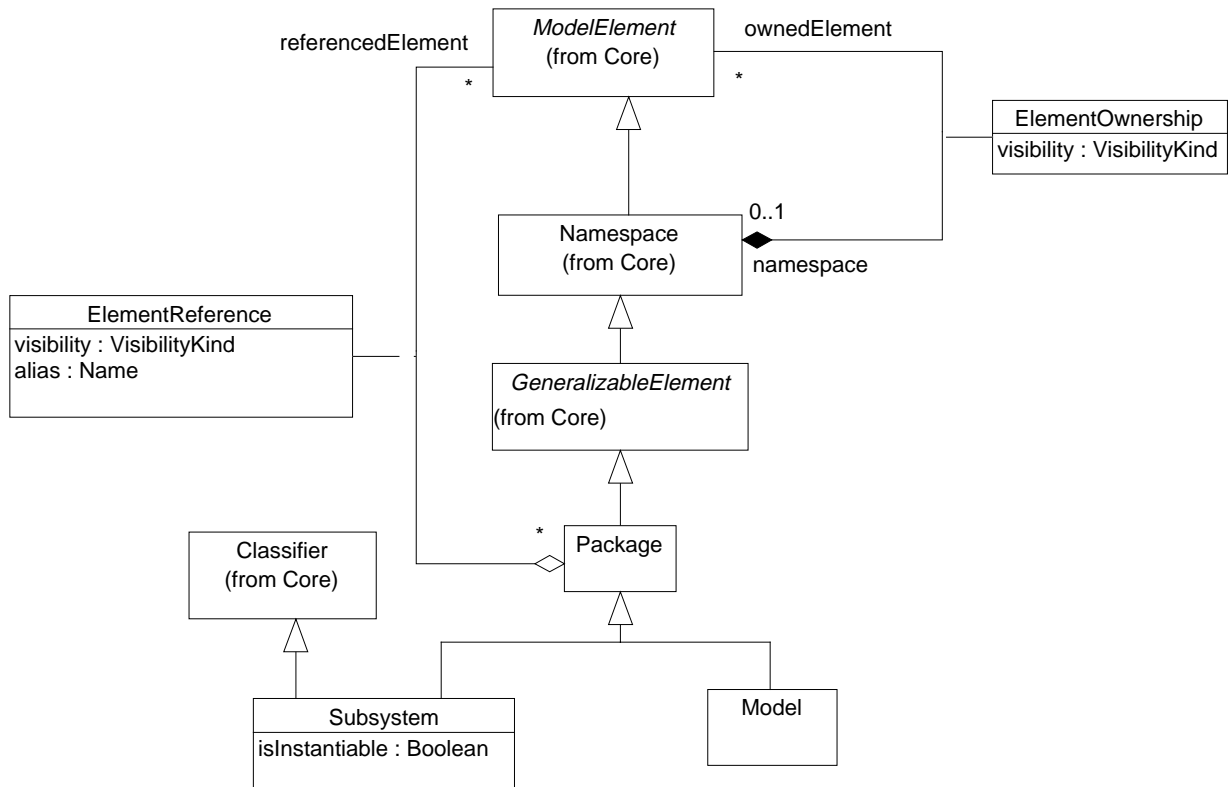 ModelElement
(from Core)
referencedElement
*
ownedElement
*
ElementOwnership
visibility : VisibilityKind
0..1
namespace
Namespace
(from Core)
ElementReference
visibility : VisibilityKind
alias : Name
GeneralizableElement
(from Core)
*
Package
Classifier
(from Core)
Subsystem
isInstantiable : Boolean
Model